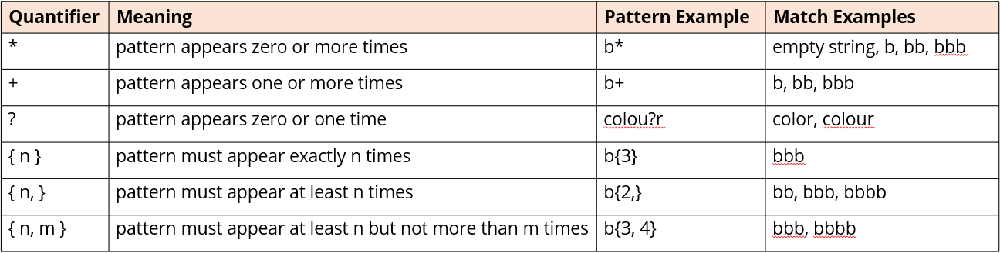 Quantifier Meaning Pattern Example Match Examples
* pattern appears zero or more times b* empty string, b, bb, bbb
+ pattern appears one or more times b+ b, bb, bbb
? pattern appears zero or one time colou?r color, colour
{ n } pattern must appear exactly n times b{3} bbb
{ n, } pattern must appear at least n times b{2,} bb, bbb, bbbb
{ n, m } pattern must appear at least n but not more than m times b{3, 4} bbb, bbbb